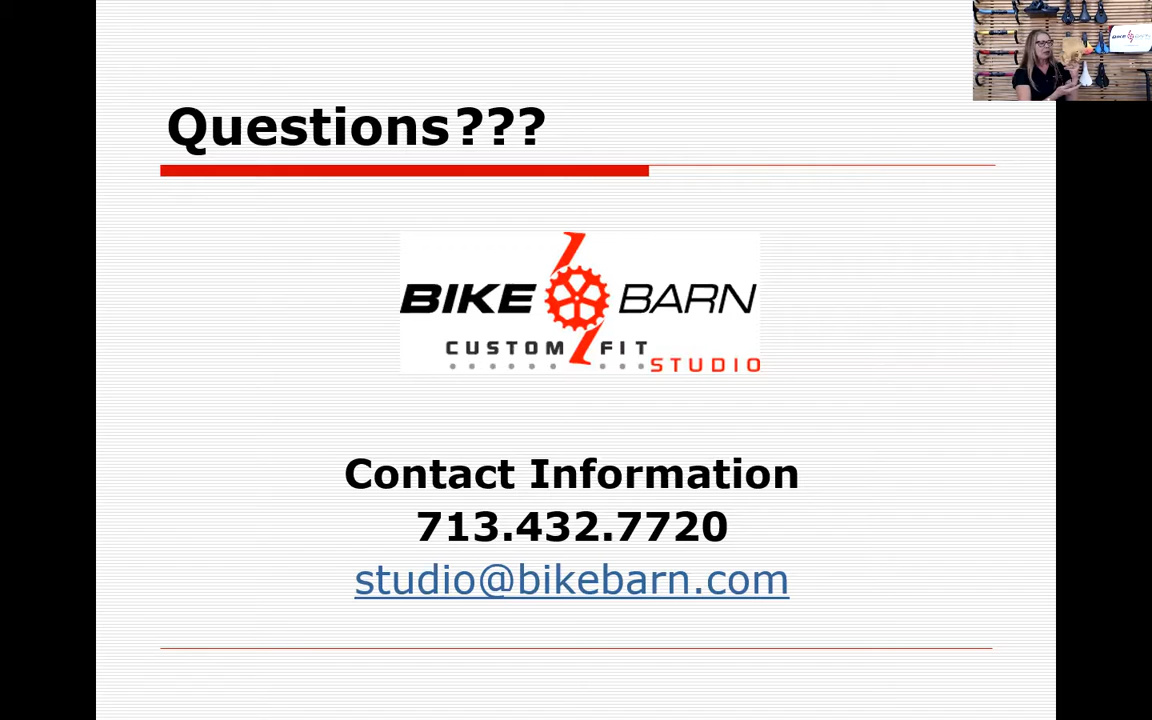 Questions???
BIKE BARN
CUSTOM FIT
STUDIO
Contact Information
713.432.7720
studio@bikebarn.com